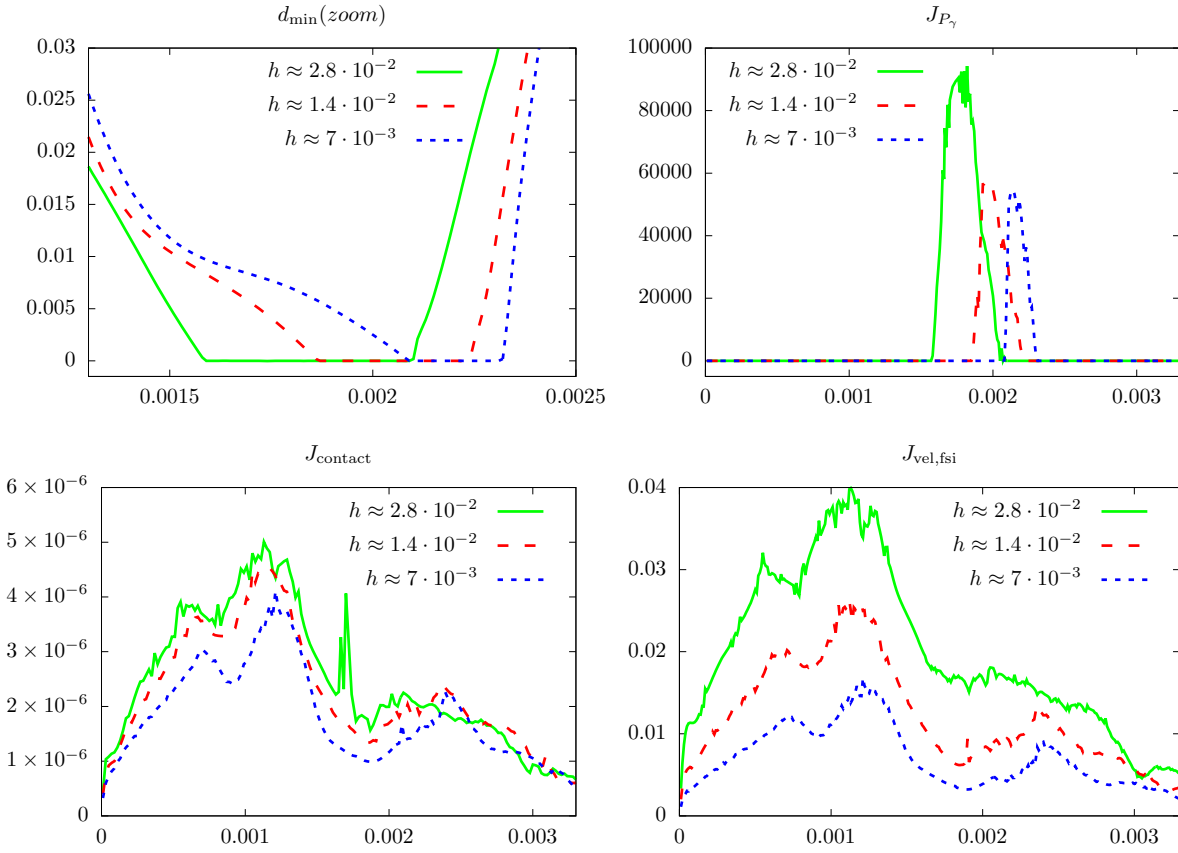 d_min(zoom)
0.03
0.025
0.02
0.015
0.01
0.005
0
h ≈ 2.8 · 10⁻²
h ≈ 1.4 · 10⁻²
h ≈ 7 · 10⁻³
0.0015 0.002 0.0025
J_{P_γ}
100000
80000
60000
40000
20000
0
h ≈ 2.8 · 10⁻²
h ≈ 1.4 · 10⁻²
h ≈ 7 · 10⁻³
0 0.001 0.002 0.003
J_contact
6 × 10⁻⁶
5 × 10⁻⁶
4 × 10⁻⁶
3 × 10⁻⁶
2 × 10⁻⁶
1 × 10⁻⁶
0
h ≈ 2.8 · 10⁻²
h ≈ 1.4 · 10⁻²
h ≈ 7 · 10⁻³
0 0.001 0.002 0.003
J_vel,fsi
0.04
0.03
0.02
0.01
0
h ≈ 2.8 · 10⁻²
h ≈ 1.4 · 10⁻²
h ≈ 7 · 10⁻³
0 0.001 0.002 0.003